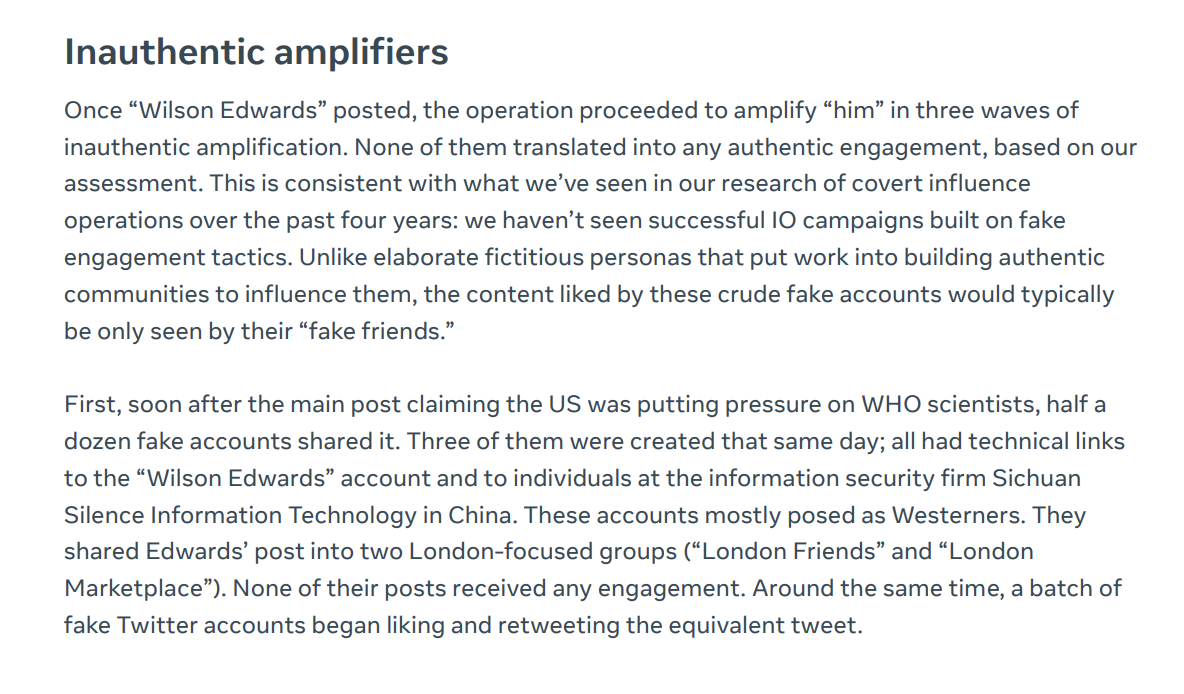 Inauthentic amplifiers
Once “Wilson Edwards” posted, the operation proceeded to amplify “him” in three waves of
inauthentic amplification. None of them translated into any authentic engagement, based on our
assessment. This is consistent with what we’ve seen in our research of covert influence
operations over the past four years: we haven’t seen successful IO campaigns built on fake
engagement tactics. Unlike elaborate fictitious personas that put work into building authentic
communities to influence them, the content liked by these crude fake accounts would typically
be only seen by their “fake friends.”
First, soon after the main post claiming the US was putting pressure on WHO scientists, half a
dozen fake accounts shared it. Three of them were created that same day; all had technical links
to the “Wilson Edwards” account and to individuals at the information security firm Sichuan
Silence Information Technology in China. These accounts mostly posed as Westerners. They
shared Edwards’ post into two London-focused groups (“London Friends” and “London
Marketplace”). None of their posts received any engagement. Around the same time, a batch of
fake Twitter accounts began liking and retweeting the equivalent tweet.